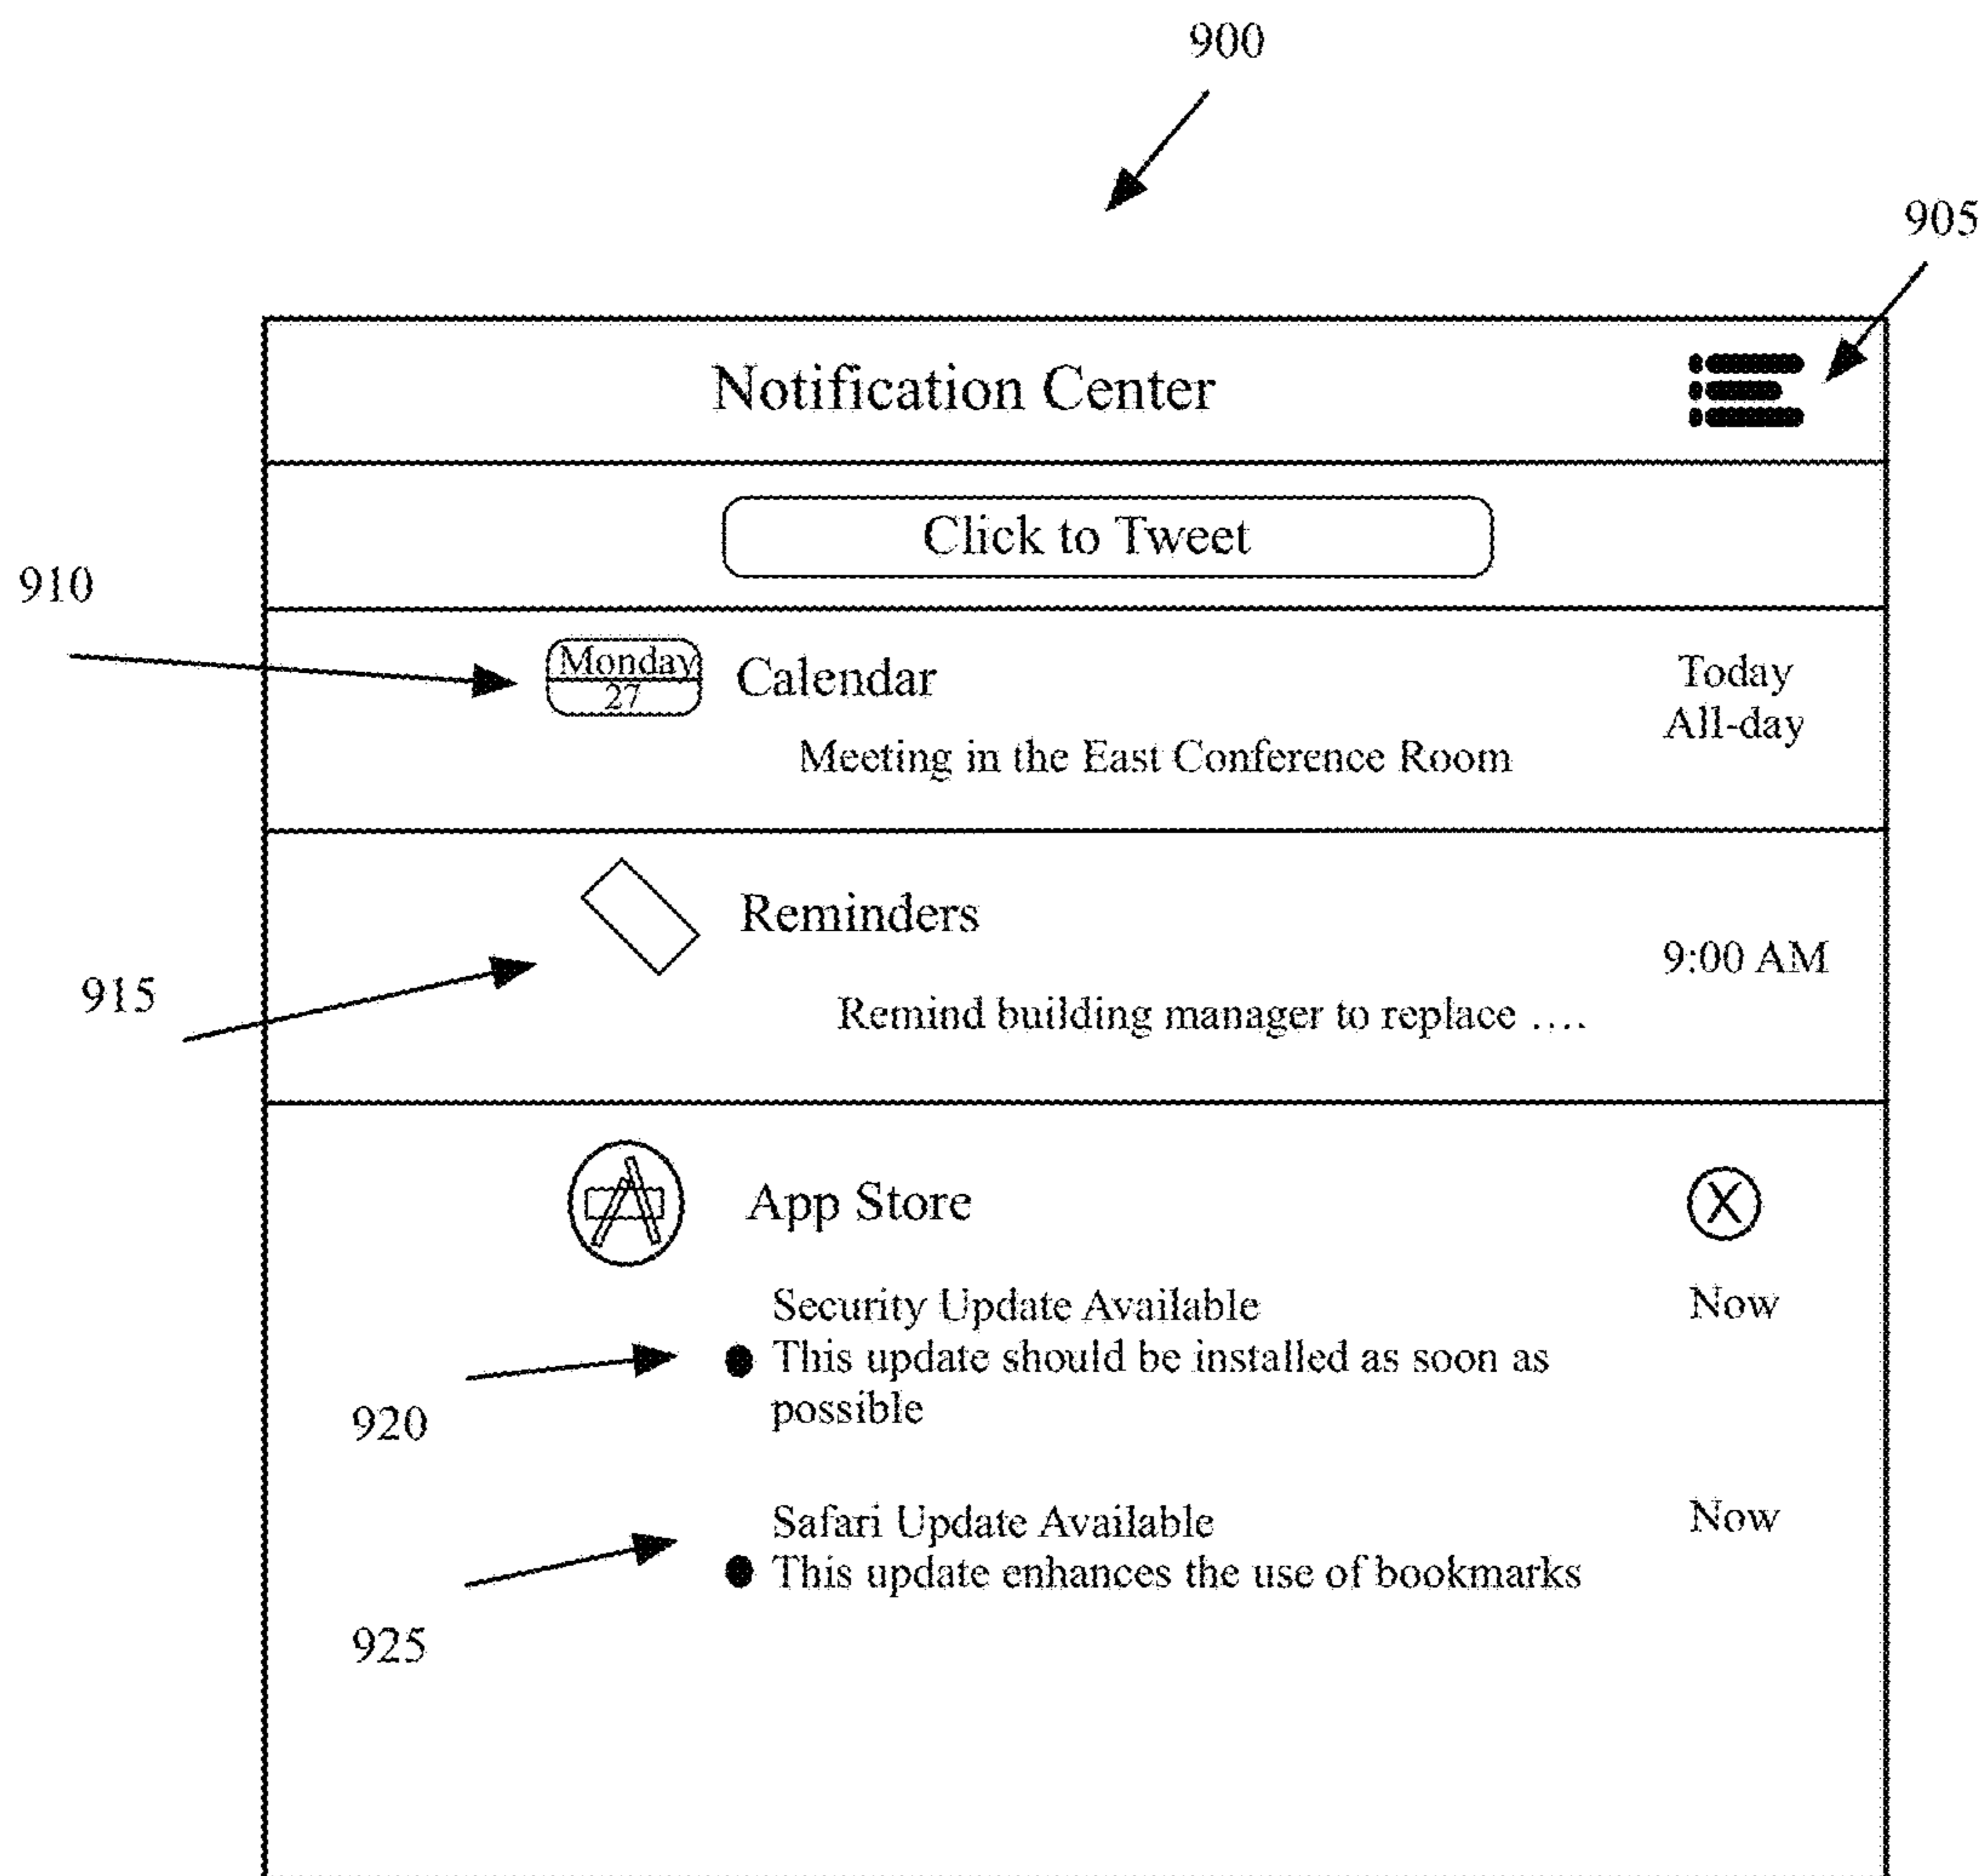 900
905
Notification Center
Click to Tweet
910
Monday
27
Calendar
Today
All-day
Meeting in the East Conference Room
Reminders
9:00 AM
915
Remind building manager to replace ....
App Store
X
Security Update Available
Now
This update should be installed as soon as
possible
920
Safari Update Available
Now
This update enhances the use of bookmarks
925